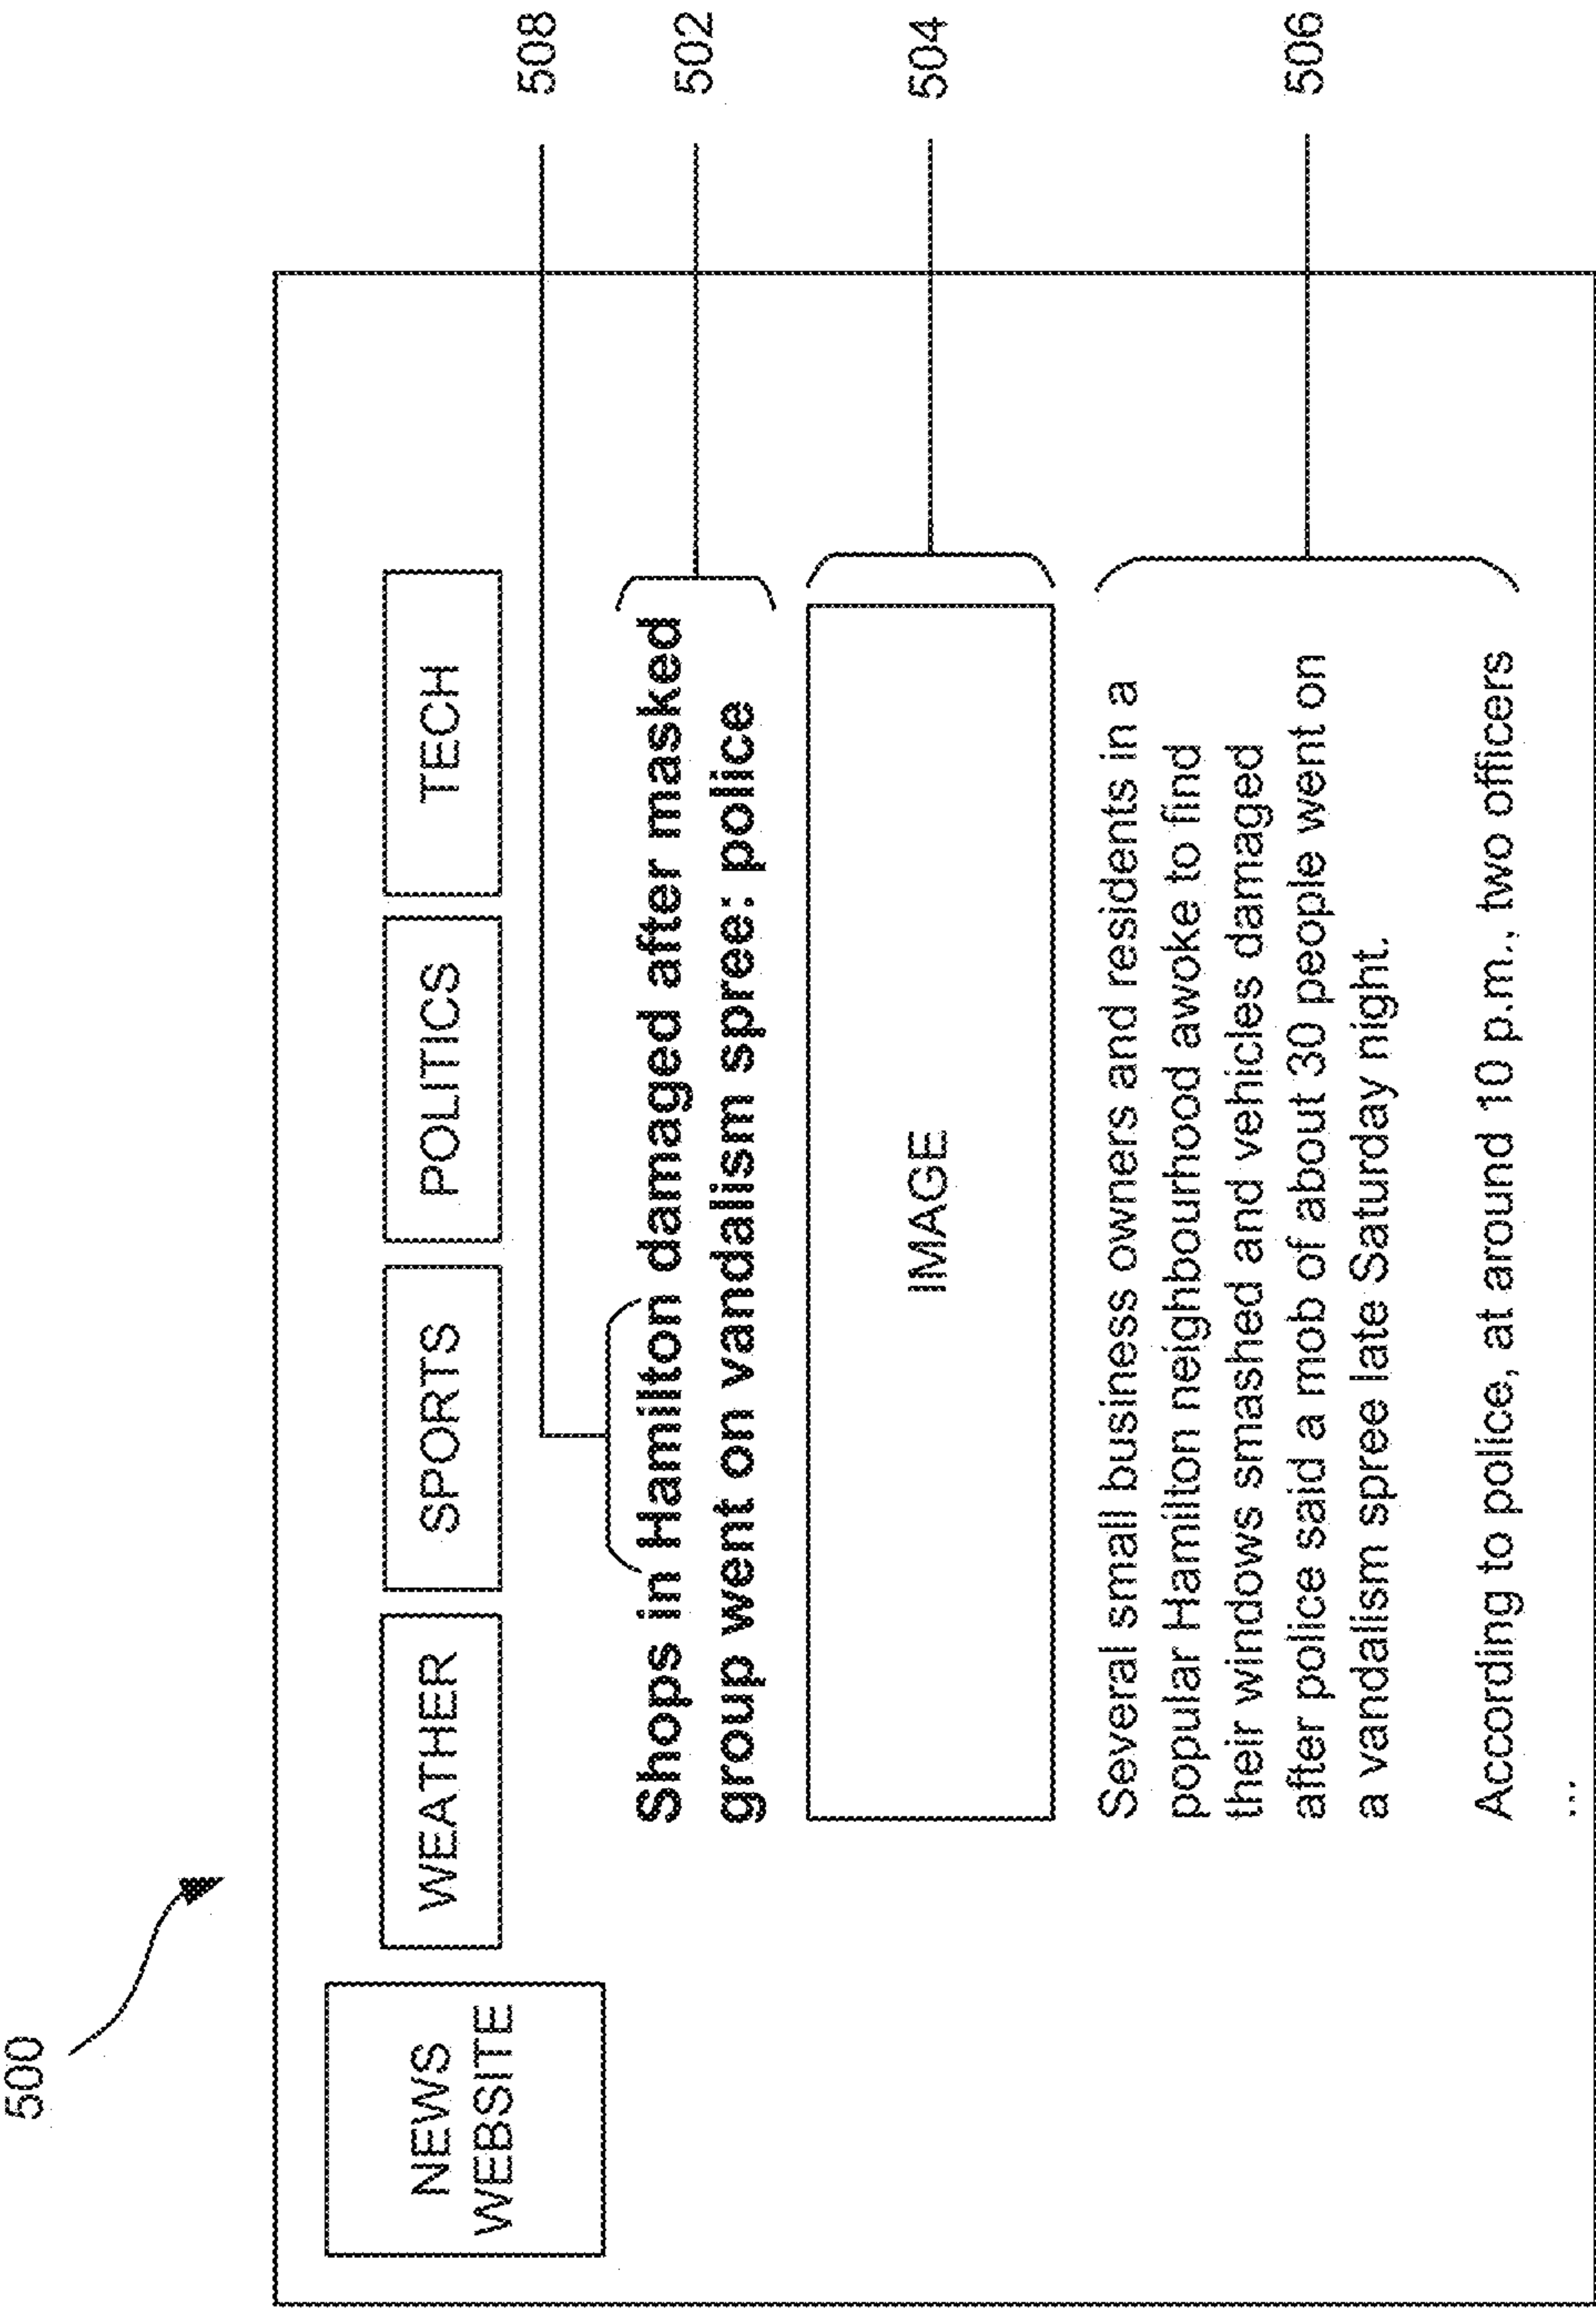 500
NEWS
WEBSITE
WEATHER
SPORTS
POLITICS
TECH
508
Shops in Hamilton damaged after masked
group went on vandalism spree: police
502
IMAGE
504
Several small business owners and residents in a
popular Hamilton neighbourhood awoke to find
their windows smashed and vehicles damaged
after police said a mob of about 30 people went on
a vandalism spree late Saturday night.
506
According to police, at around 10 p.m., two officers
...